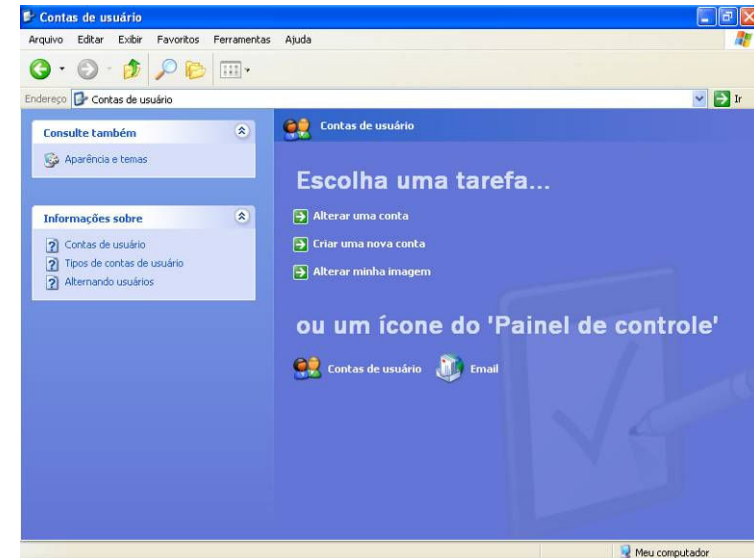 Contas de usuário
Arquivo Editar Exibir Favoritos Ferramentas Ajuda
Endereço Contas de usuário Ir
Consulte também
Aparência e temas
Informações sobre
Contas de usuário
Tipos de contas de usuário
Alternando usuários
Contas de usuário
Escolha uma tarefa...
Alterar uma conta
Criar uma nova conta
Alterar minha imagem
ou um ícone do 'Painel de controle'
Contas de usuário Email
Meu computador